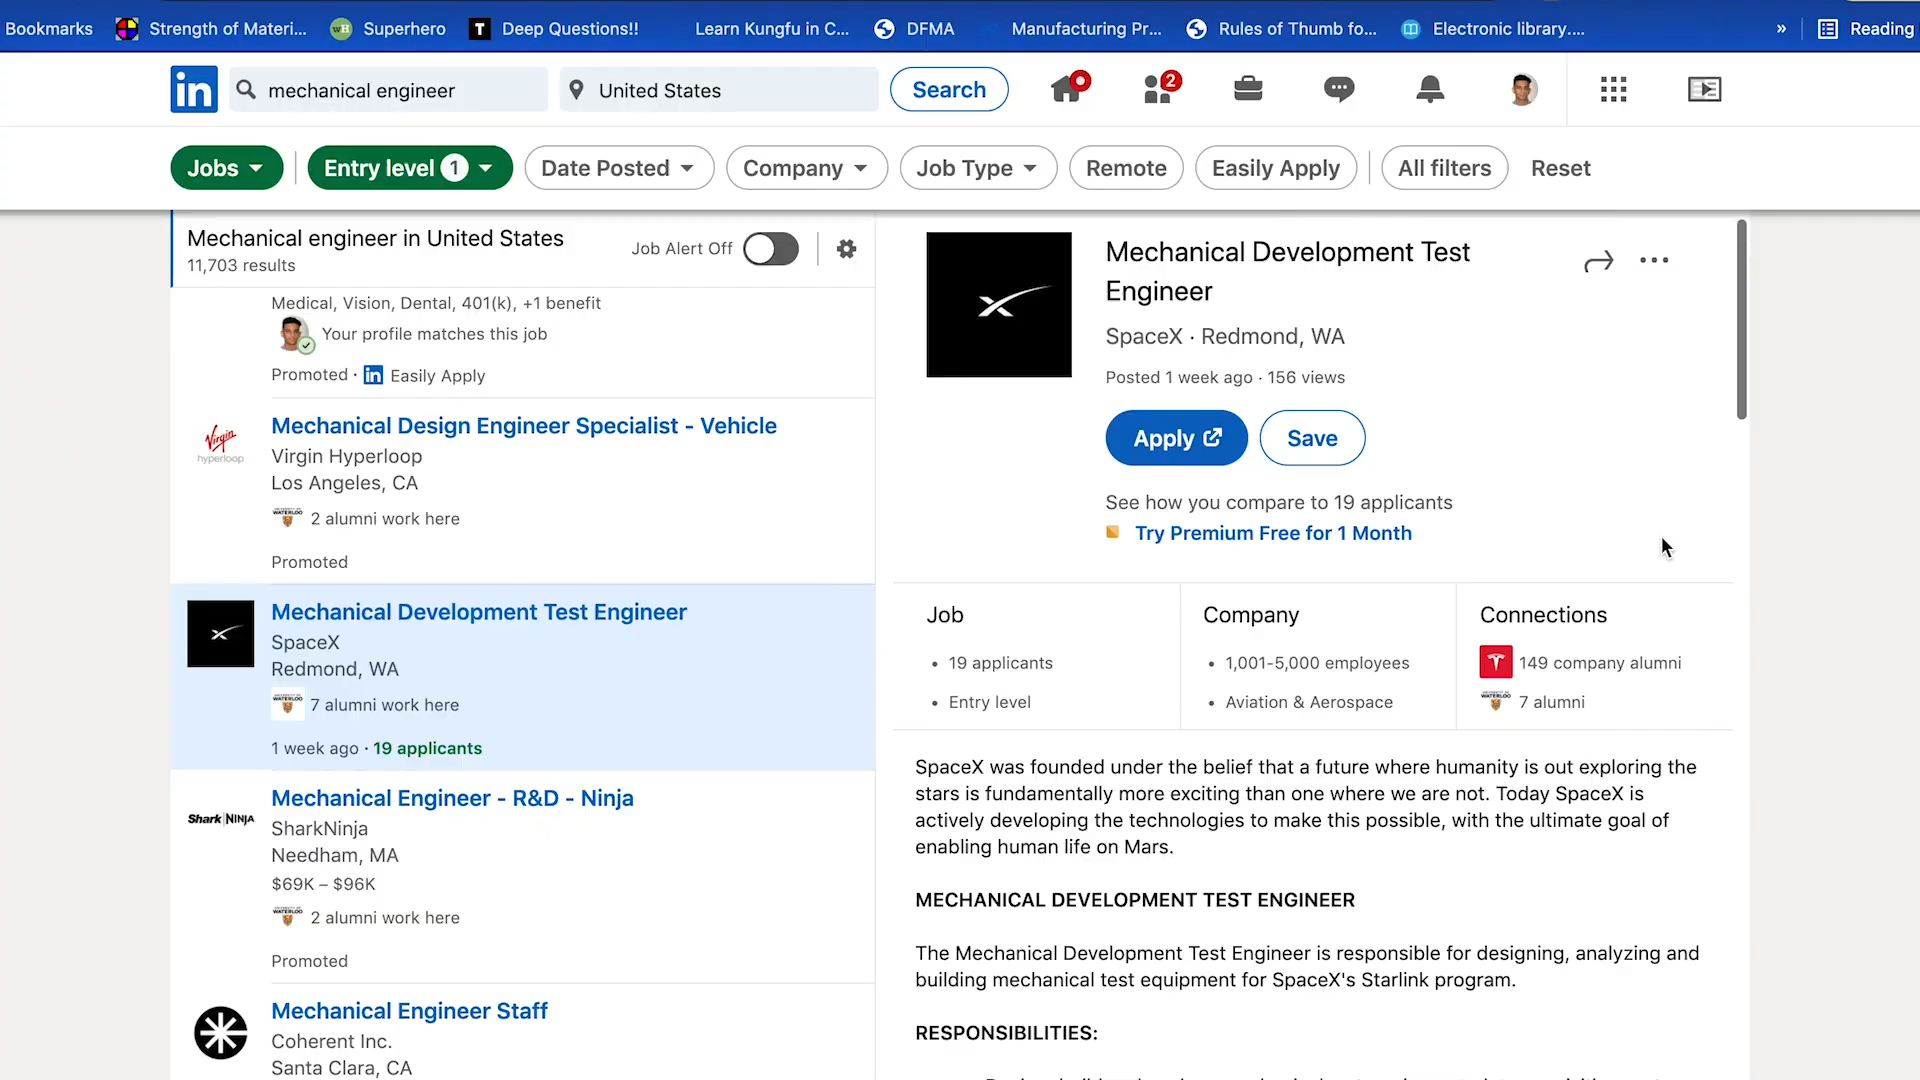 Bookmarks
Strength of Materi...
wH
Superhero
T
Deep Questions!!
Learn Kungfu in C...
DFMA
Manufacturing Pr...
Rules of Thumb fo...
Electronic library....
»
Reading
in
mechanical engineer
United States
Search
2
Jobs
Entry level 1
Date Posted
Company
Job Type
Remote
Easily Apply
All filters
Reset
Mechanical engineer in United States
11,703 results
Job Alert Off
Medical, Vision, Dental, 401(k), +1 benefit
Your profile matches this job
Promoted · in Easily Apply
Virgin
hyperloop
Mechanical Design Engineer Specialist - Vehicle
Virgin Hyperloop
Los Angeles, CA
WATERLOO
2 alumni work here
Promoted
Mechanical Development Test Engineer
SpaceX
Redmond, WA
WATERLOO
7 alumni work here
1 week ago · 19 applicants
Shark|NINJA
Mechanical Engineer - R&D - Ninja
SharkNinja
Needham, MA
$69K – $96K
WATERLOO
2 alumni work here
Promoted
Mechanical Engineer Staff
Coherent Inc.
Santa Clara, CA
Mechanical Development Test
Engineer
SpaceX · Redmond, WA
Posted 1 week ago · 156 views
Apply
Save
See how you compare to 19 applicants
Try Premium Free for 1 Month
Job
• 19 applicants
• Entry level
Company
• 1,001-5,000 employees
• Aviation & Aerospace
Connections
149 company alumni
WATERLOO
7 alumni
SpaceX was founded under the belief that a future where humanity is out exploring the
stars is fundamentally more exciting than one where we are not. Today SpaceX is
actively developing the technologies to make this possible, with the ultimate goal of
enabling human life on Mars.
MECHANICAL DEVELOPMENT TEST ENGINEER
The Mechanical Development Test Engineer is responsible for designing, analyzing and
building mechanical test equipment for SpaceX's Starlink program.
RESPONSIBILITIES: